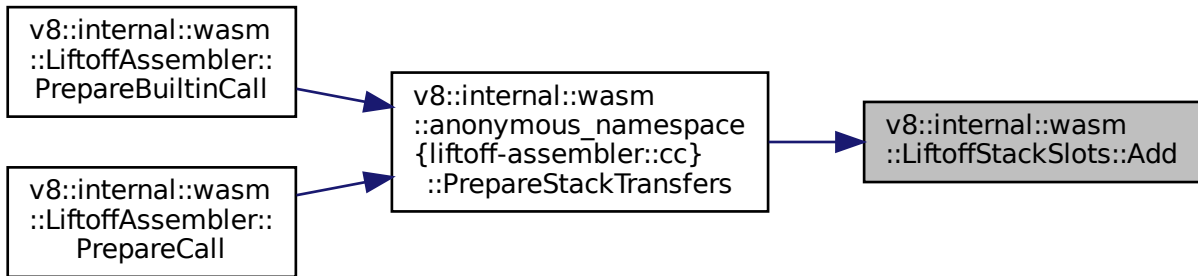 v8::internal::wasm
::LiftoffAssembler::
PrepareBuiltinCall
v8::internal::wasm
::LiftoffAssembler::
PrepareCall
v8::internal::wasm
::anonymous_namespace
{liftoff-assembler::cc}
::PrepareStackTransfers
v8::internal::wasm
::LiftoffStackSlots::Add